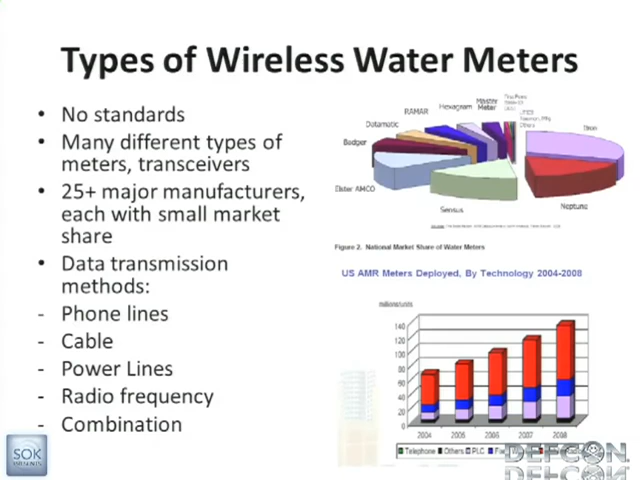 Types of Wireless Water Meters
• No standards
• Many different types of
meters, transceivers
• 25+ major manufacturers,
each with small market
share
• Data transmission
methods:
- Phone lines
- Cable
- Power Lines
- Radio frequency
- Combination
Master
Meter
Hexagram
RAMAR
Datamatic
Badger
Elster AMCO
Sensus
Neptune
Itron
Others
Figure 2. National Market Share of Water Meters
US AMR Meters Deployed, By Technology 2004-2008
140
120
100
80
60
40
20
0
2004 2005 2006 2007 2008
Telephone Others PLC
SOK
DEFCON